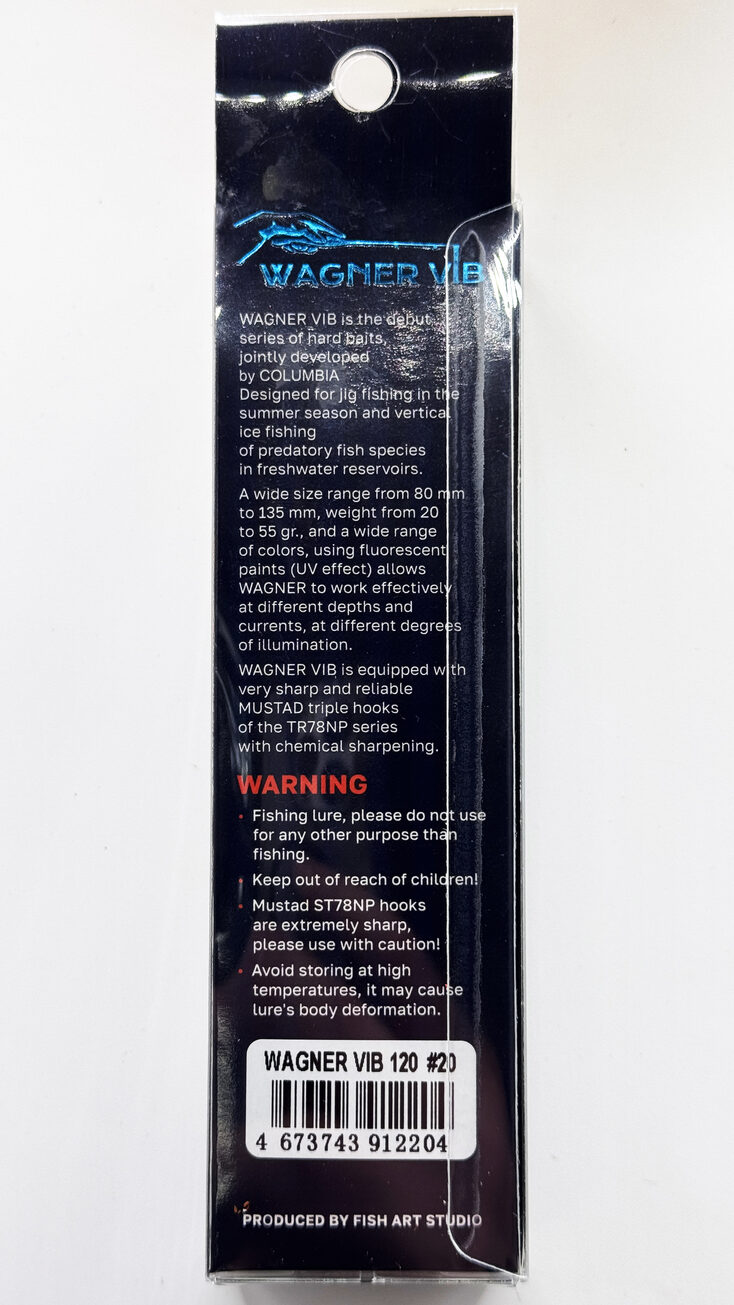 WAGNER VIB
WAGNER VIB is the debut
series of hard baits,
jointly developed
by COLUMBIA
Designed for jig fishing in the
summer season and vertical
ice fishing
of predatory fish species
in freshwater reservoirs.
A wide size range from 80 mm
to 135 mm, weight from 20
to 55 gr., and a wide range
of colors, using fluorescent
paints (UV effect) allows
WAGNER to work effectively
at different depths and
currents, at different degrees
of illumination.
WAGNER VIB is equipped with
very sharp and reliable
MUSTAD triple hooks
of the TR78NP series
with chemical sharpening.
WARNING
• Fishing lure, please do not use
for any other purpose than
fishing.
• Keep out of reach of children!
• Mustad ST78NP hooks
are extremely sharp,
please use with caution!
• Avoid storing at high
temperatures, it may cause
lure's body deformation.
WAGNER VIB 120 #20
4 673743 912204
PRODUCED BY FISH ART STUDIO